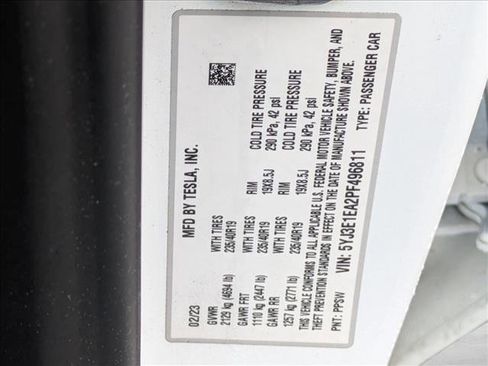 MFD BY TESLA, INC.
02/23
GVWR
2129 kg (4694 lb)
GAWR FRT WITH TIRES RIM COLD TIRE PRESSURE
1110 kg (2447 lb) 235/40R19 19X8.5J 290 kPa, 42 psi
GAWR RR WITH TIRES RIM COLD TIRE PRESSURE
1257 kg (2771 lb) 235/40R19 19X8.5J 290 kPa, 42 psi
THIS VEHICLE CONFORMS TO ALL APPLICABLE U.S. FEDERAL MOTOR VEHICLE SAFETY, BUMPER, AND
THEFT PREVENTION STANDARDS IN EFFECT ON THE DATE OF MANUFACTURE SHOWN ABOVE.
VIN: 5YJ3E1EA2PF496811
PNT: PPSW TYPE: PASSENGER CAR